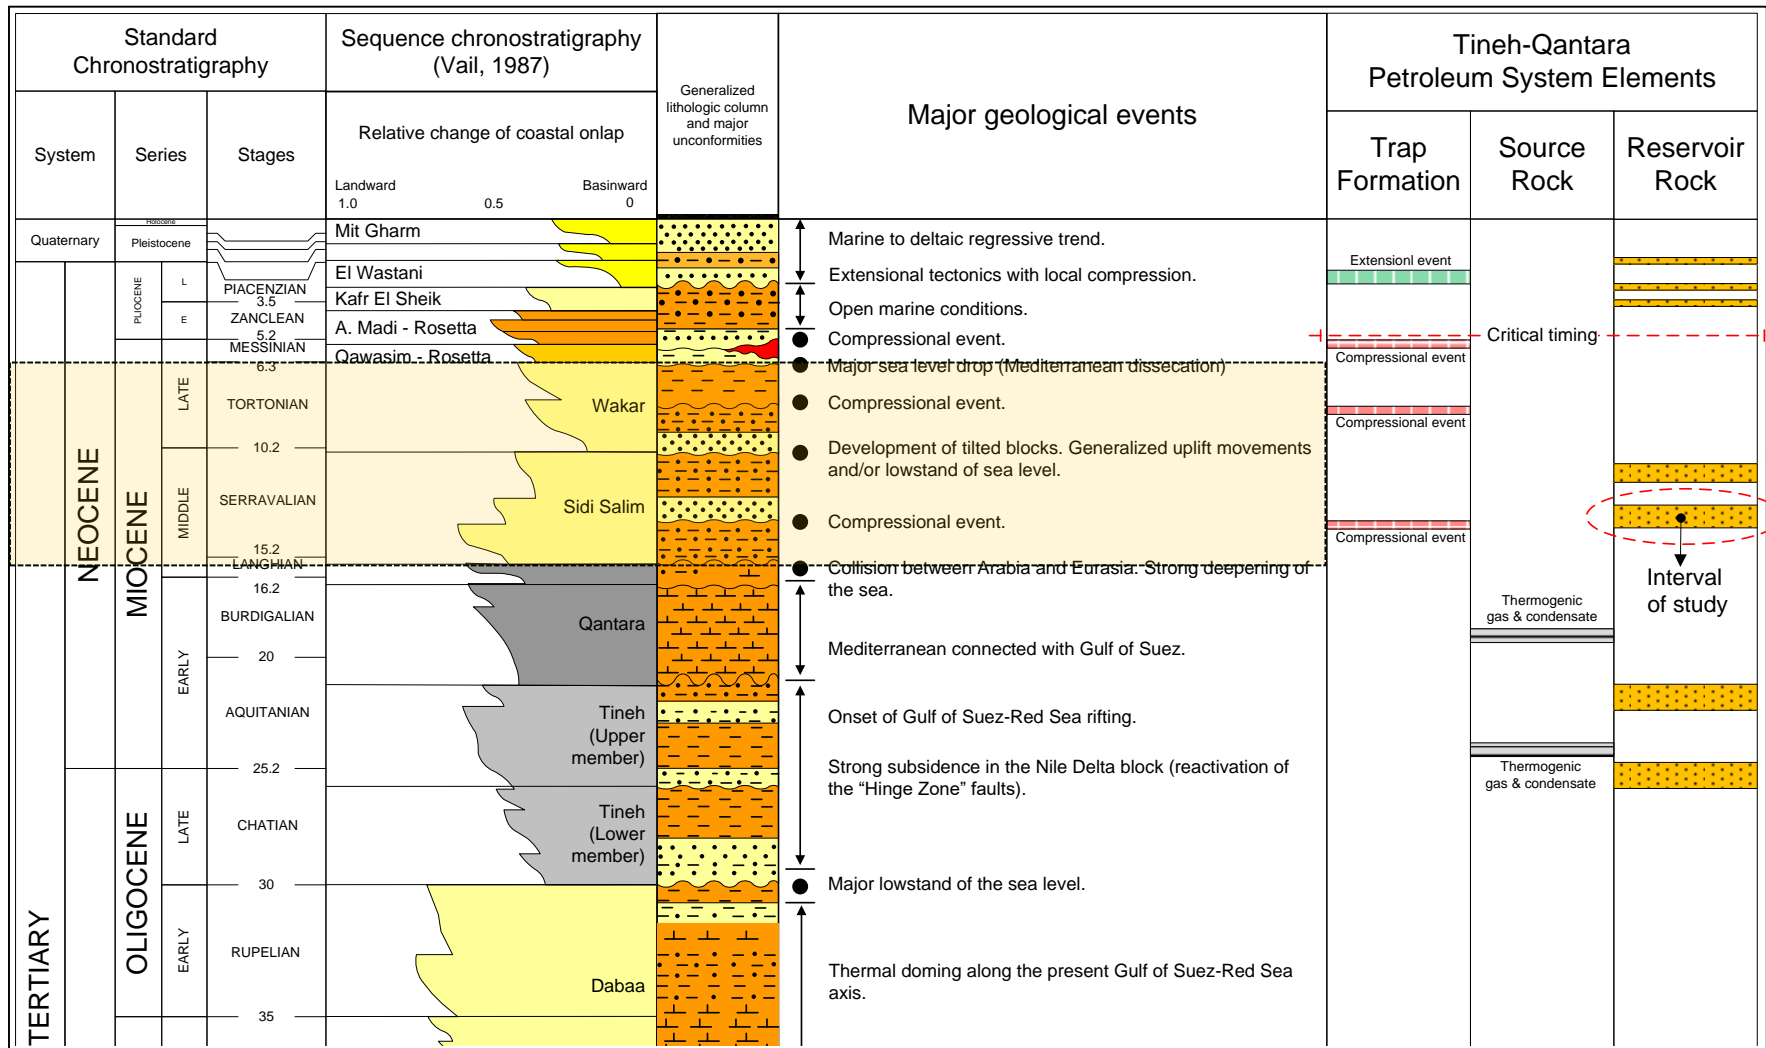 Standard
Chronostratigraphy
Sequence chronostratigraphy
(Vail, 1987)
Generalized
lithologic column
and major
unconformities
Major geological events
Tineh-Qantara
Petroleum System Elements
System
Series
Stages
Relative change of coastal onlap
Landward
Basinward
1.0
0.5
0
Trap
Formation
Source
Rock
Reservoir
Rock
Quaternary
Holocene
Pleistocene
Mit Gharm
Marine to deltaic regressive trend.
Extensionl event
PLIOCENE
L
PIACENZIAN
El Wastani
Extensional tectonics with local compression.
3.5
Kafr El Sheik
Open marine conditions.
E
ZANCLEAN
5.2
A. Madi - Rosetta
Compressional event.
Critical timing
MESSINIAN
Qawasim - Rosetta
Compressional event
6.3
Major sea level drop (Mediterranean dissecation)
NEOCENE
MIOCENE
LATE
TORTONIAN
Wakar
Compressional event.
Compressional event
10.2
Development of tilted blocks. Generalized uplift movements
and/or lowstand of sea level.
MIDDLE
SERRAVALIAN
Sidi Salim
Compressional event.
Compressional event
15.2
LANGHIAN
Collision between Arabia and Eurasia. Strong deepening of
the sea.
Interval
of study
16.2
EARLY
BURDIGALIAN
Qantara
Thermogenic
gas & condensate
Mediterranean connected with Gulf of Suez.
20
AQUITANIAN
Tineh
(Upper
member)
Onset of Gulf of Suez-Red Sea rifting.
25.2
Strong subsidence in the Nile Delta block (reactivation of
the “Hinge Zone” faults).
Thermogenic
gas & condensate
TERTIARY
OLIGOCENE
LATE
CHATIAN
Tineh
(Lower
member)
30
Major lowstand of the sea level.
EARLY
RUPELIAN
Dabaa
Thermal doming along the present Gulf of Suez-Red Sea
axis.
35